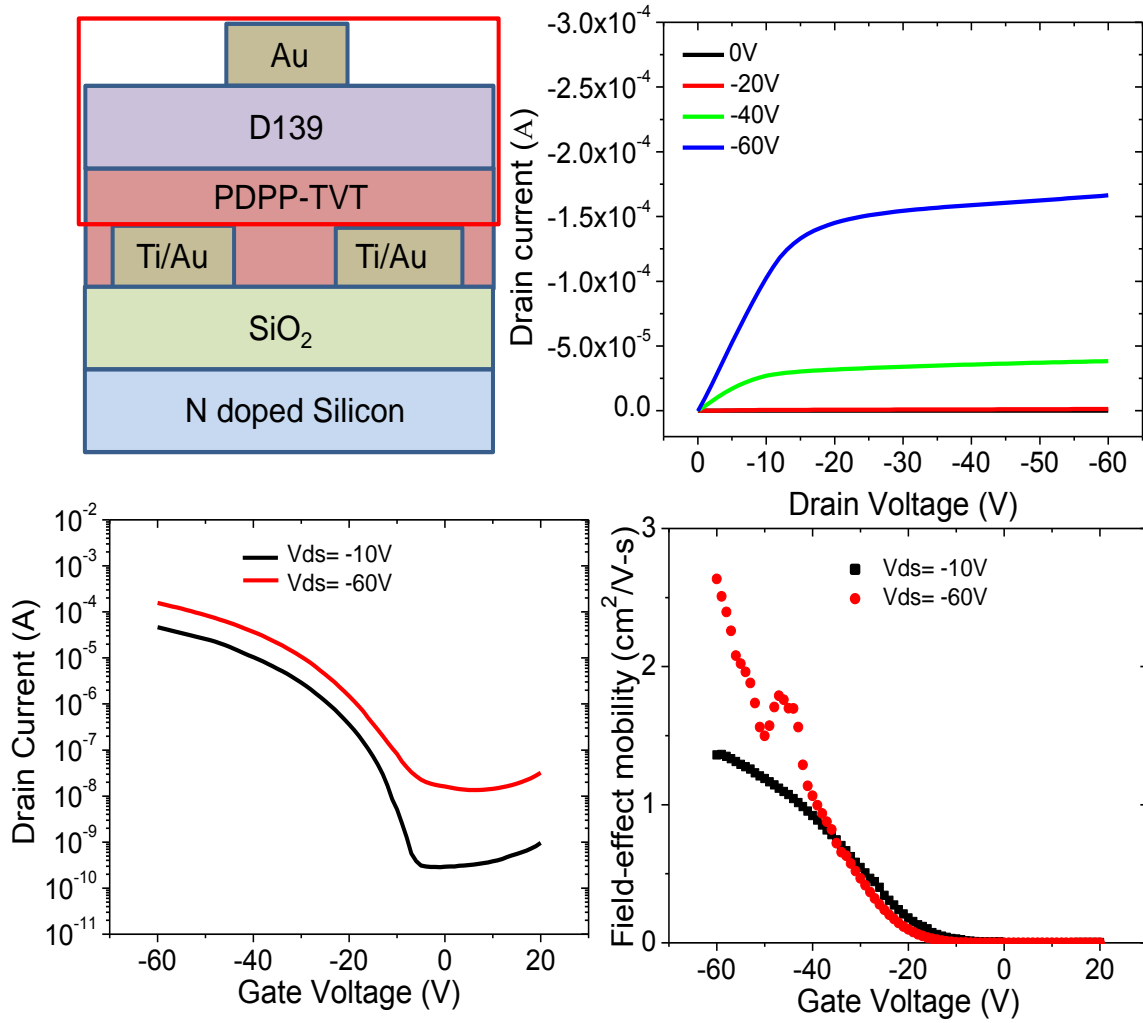 Au
D139
PDPP-TVT
Ti/Au Ti/Au
SiO₂
N doped Silicon
Drain current (A)
-3.0x10⁻⁴
-2.5x10⁻⁴
-2.0x10⁻⁴
-1.5x10⁻⁴
-1.0x10⁻⁴
-5.0x10⁻⁵
0.0
0V
-20V
-40V
-60V
0 -10 -20 -30 -40 -50 -60
Drain Voltage (V)
Drain Current (A)
10⁻²
10⁻³
10⁻⁴
10⁻⁵
10⁻⁶
10⁻⁷
10⁻⁸
10⁻⁹
10⁻¹⁰
10⁻¹¹
Vds= -10V
Vds= -60V
-60 -40 -20 0 20
Gate Voltage (V)
Field-effect mobility (cm²/V-s)
3
2
1
0
Vds= -10V
Vds= -60V
-60 -40 -20 0 20
Gate Voltage (V)